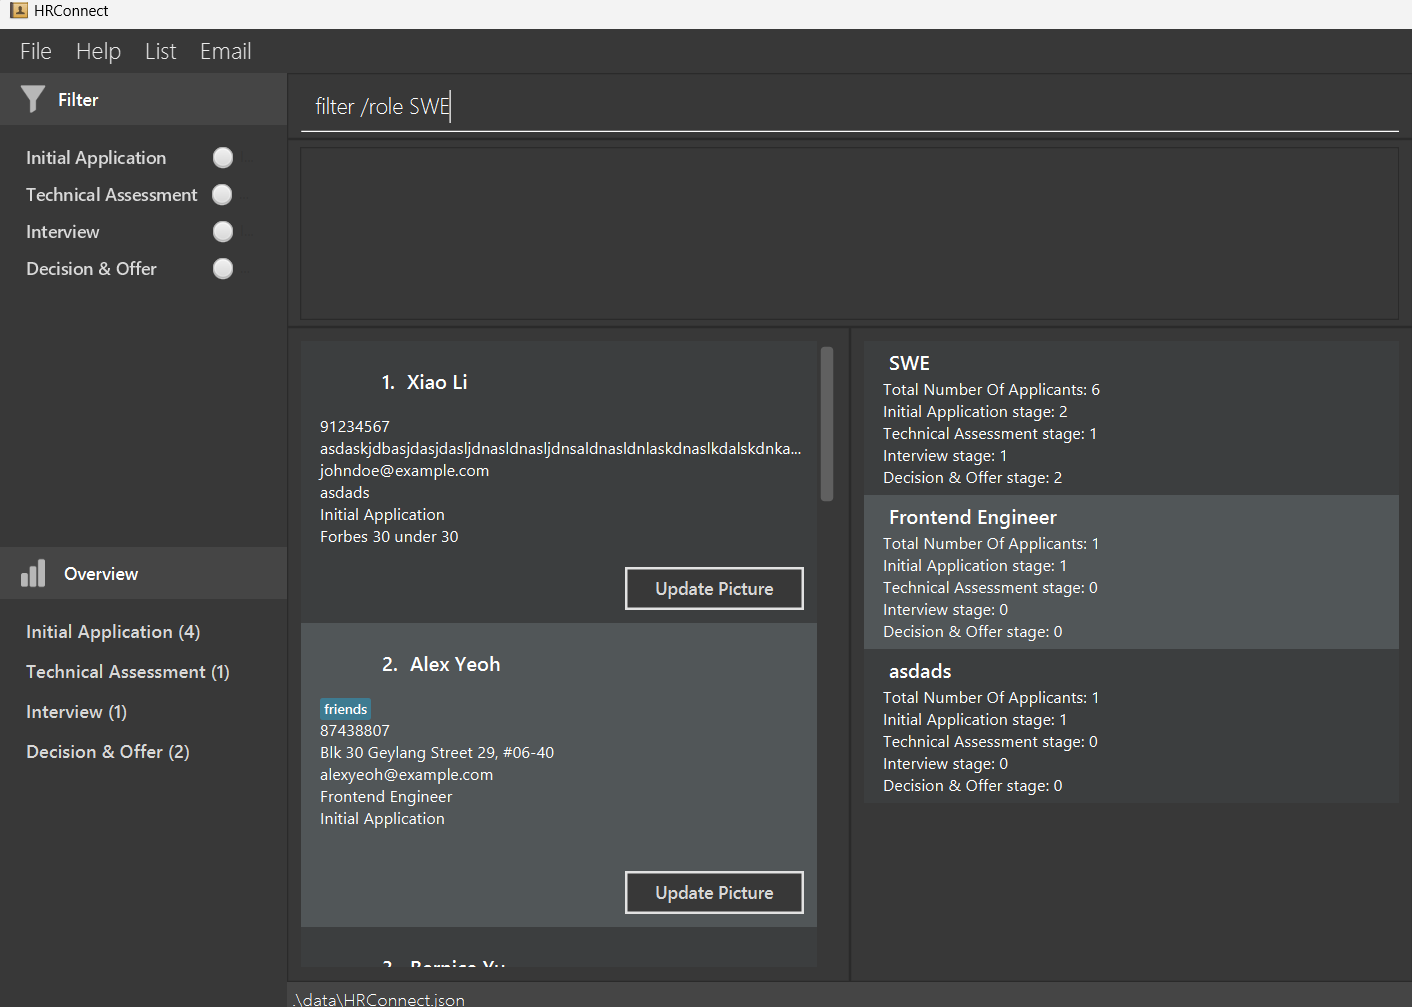 HRConnect
File Help List Email
Filter
Initial Application
Technical Assessment
Interview
Decision & Offer
Overview
Initial Application (4)
Technical Assessment (1)
Interview (1)
Decision & Offer (2)
filter /role SWE
1. Xiao Li
91234567
asdaskjdbasjdasjdasljdnasldnasljdnsaldnasldnlaskdnaslkdalskdnka...
johndoe@example.com
asdads
Initial Application
Forbes 30 under 30
Update Picture
2. Alex Yeoh
friends
87438807
Blk 30 Geylang Street 29, #06-40
alexyeoh@example.com
Frontend Engineer
Initial Application
Update Picture
3. Bernice Yu
SWE
Total Number Of Applicants: 6
Initial Application stage: 2
Technical Assessment stage: 1
Interview stage: 1
Decision & Offer stage: 2
Frontend Engineer
Total Number Of Applicants: 1
Initial Application stage: 1
Technical Assessment stage: 0
Interview stage: 0
Decision & Offer stage: 0
asdads
Total Number Of Applicants: 1
Initial Application stage: 1
Technical Assessment stage: 0
Interview stage: 0
Decision & Offer stage: 0
.\data\HRConnect.json